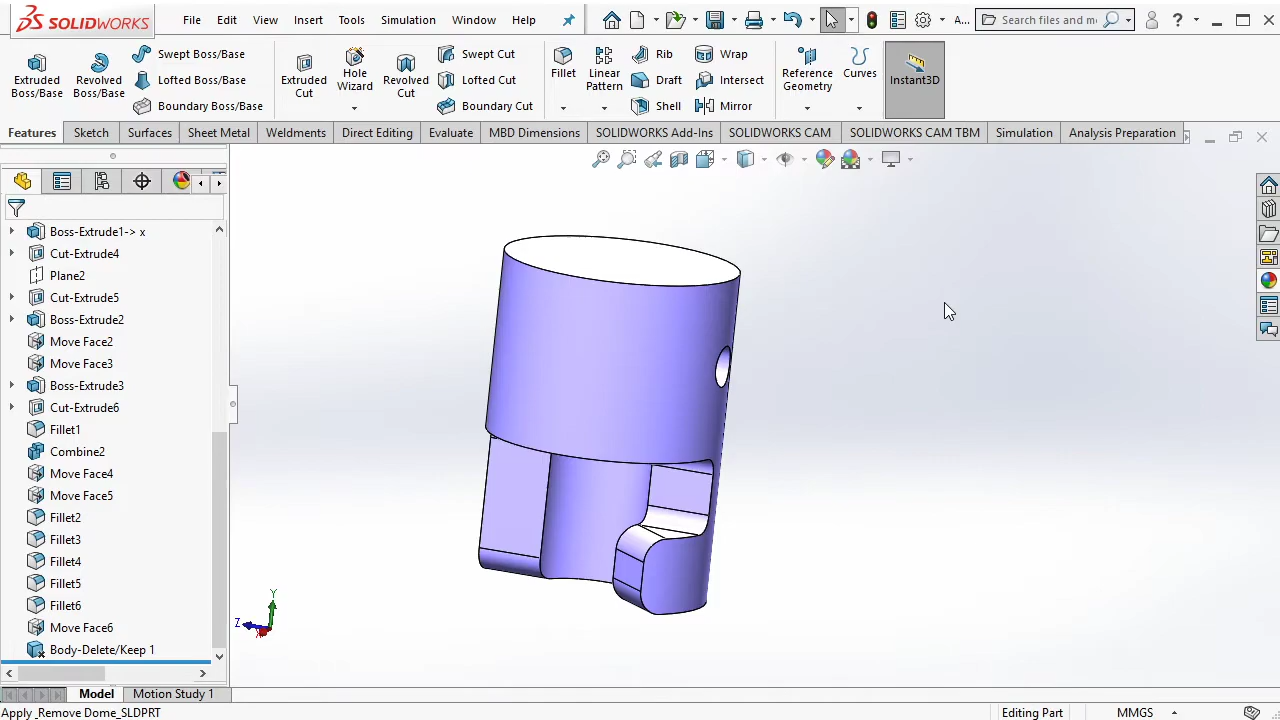 SOLIDWORKS File Edit View Insert Tools Simulation Window Help A... Search files and m ?
Extruded Boss/Base
Revolved Boss/Base
Swept Boss/Base
Lofted Boss/Base
Boundary Boss/Base
Extruded Cut
Hole Wizard
Revolved Cut
Swept Cut
Lofted Cut
Boundary Cut
Fillet
Linear Pattern
Rib
Draft
Shell
Wrap
Intersect
Mirror
Reference Geometry
Curves
Instant3D
Features Sketch Surfaces Sheet Metal Weldments Direct Editing Evaluate MBD Dimensions SOLIDWORKS Add-Ins SOLIDWORKS CAM SOLIDWORKS CAM TBM Simulation Analysis Preparation
Boss-Extrude1-> x
Cut-Extrude4
Plane2
Cut-Extrude5
Boss-Extrude2
Move Face2
Move Face3
Boss-Extrude3
Cut-Extrude6
Fillet1
Combine2
Move Face4
Move Face5
Fillet2
Fillet3
Fillet4
Fillet5
Fillet6
Move Face6
Body-Delete/Keep 1
Y
Z
Model Motion Study 1
Apply _Remove Dome_SLDPRT Editing Part MMGS